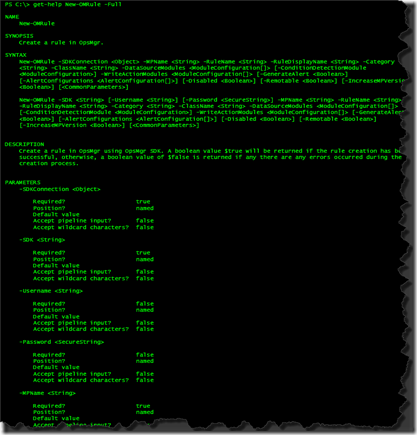 PS C:\> get-help New-OMRule -Full
NAME
New-OMRule
SYNOPSIS
Create a rule in OpsMgr.
SYNTAX
New-OMRule -SDKConnection <Object> -MPName <String> -RuleName <String> -RuleDisplayName <String> -Category
<String> -ClassName <String> -DataSourceModules <ModuleConfiguration[]> [-ConditionDetectionModule
<ModuleConfiguration>] -WriteActionModules <ModuleConfiguration[]> [-GenerateAlert <Boolean>]
[-AlertConfigurations <AlertConfiguration[]>] [-Disabled <Boolean>] [-Remotable <Boolean>] [-IncreaseMPVersion
<Boolean>] [<CommonParameters>]
New-OMRule -SDK <String> [-Username <String>] [-Password <SecureString>] -MPName <String> -RuleName <String>
-RuleDisplayName <String> -Category <String> -ClassName <String> -DataSourceModules <ModuleConfiguration[]>
[-ConditionDetectionModule <ModuleConfiguration>] -WriteActionModules <ModuleConfiguration[]> [-GenerateAlert
<Boolean>] [-AlertConfigurations <AlertConfiguration[]>] [-Disabled <Boolean>] [-Remotable <Boolean>]
[-IncreaseMPVersion <Boolean>] [<CommonParameters>]
DESCRIPTION
Create a rule in OpsMgr using OpsMgr SDK. A boolean value $true will be returned if the rule creation has be
successful, otherwise, a boolean value of $false is returned if any there are any errors occurred during the
creation process.
PARAMETERS
-SDKConnection <Object>
Required? true
Position? named
Default value
Accept pipeline input? false
Accept wildcard characters? false
-SDK <String>
Required? true
Position? named
Default value
Accept pipeline input? false
Accept wildcard characters? false
-Username <String>
Required? false
Position? named
Default value
Accept pipeline input? false
Accept wildcard characters? false
-Password <SecureString>
Required? false
Position? named
Default value
Accept pipeline input? false
Accept wildcard characters? false
-MPName <String>
Required? true
Position? named
Default value
Accept pipeline input? false